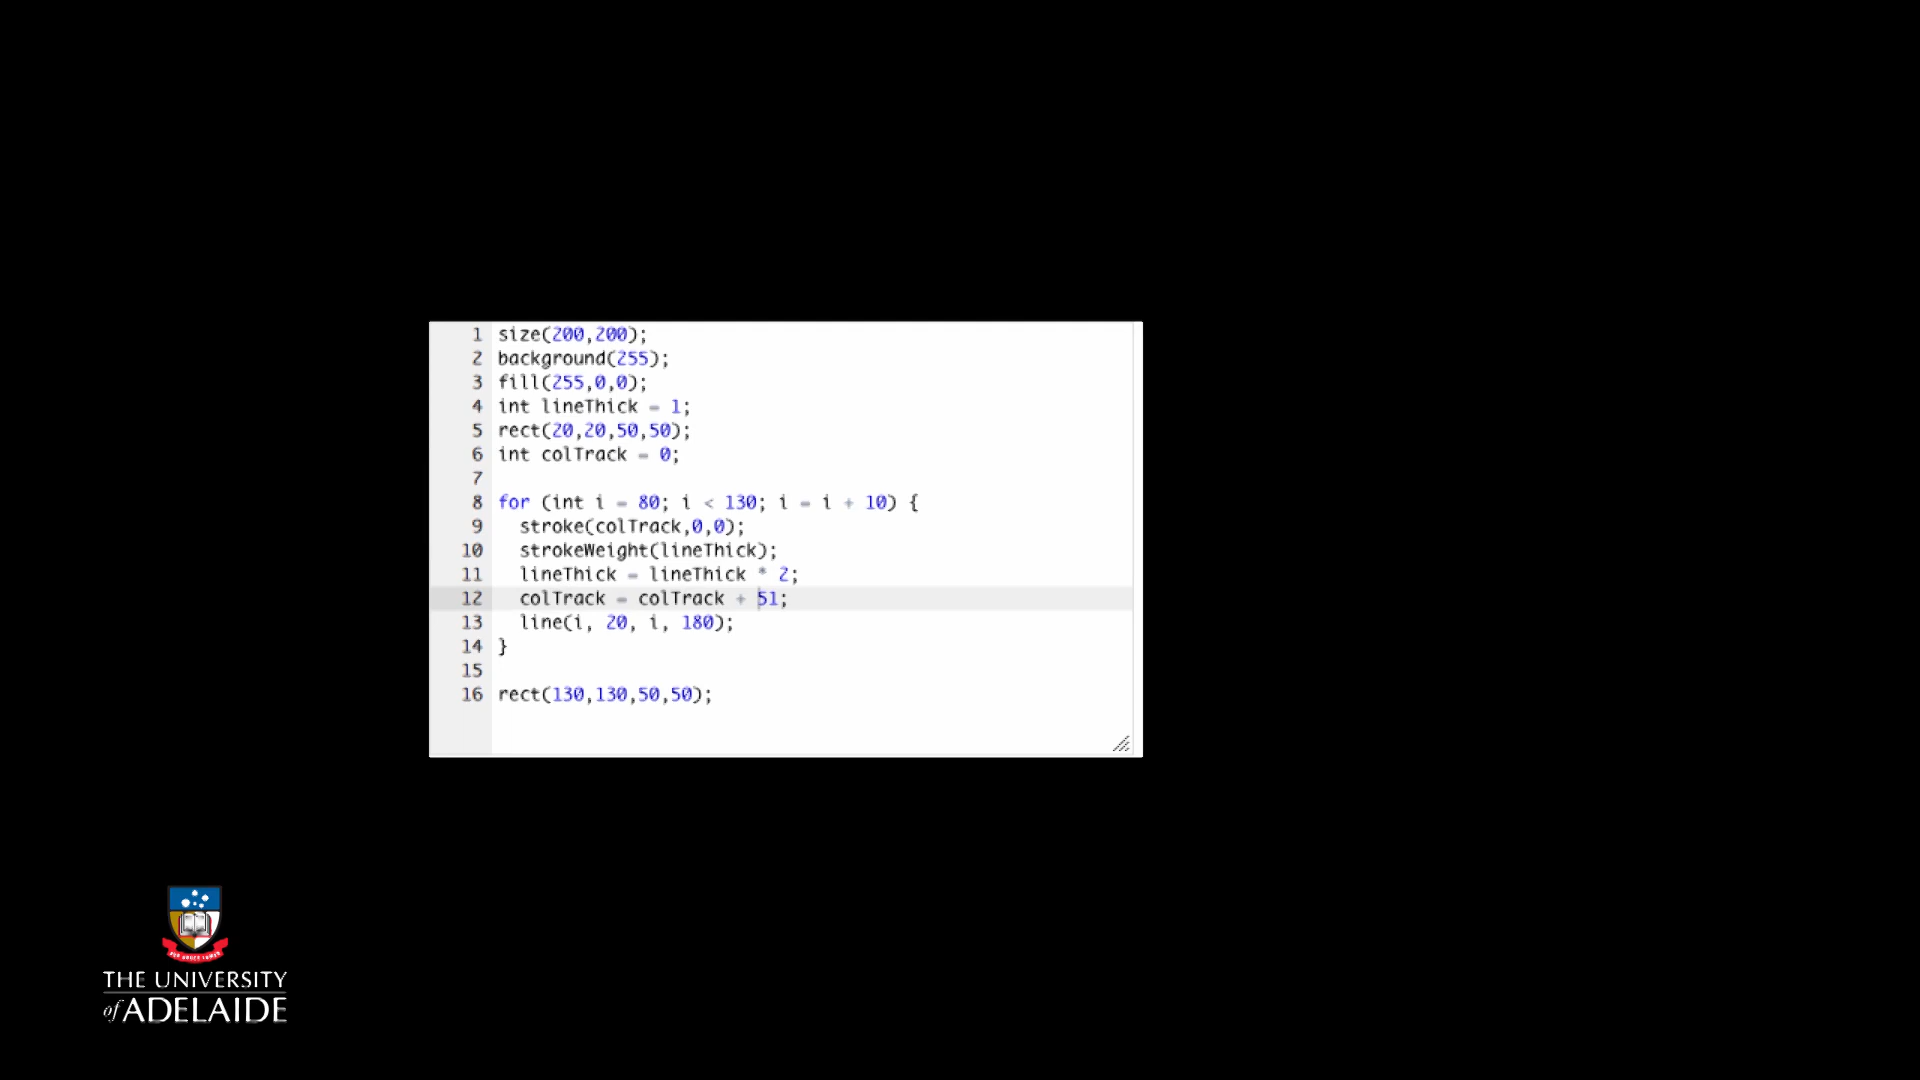 1 size(200,200);
2 background(255);
3 fill(255,0,0);
4 int lineThick = 1;
5 rect(20,20,50,50);
6 int colTrack = 0;
7
8 for (int i = 80; i < 130; i = i + 10) {
9 stroke(colTrack,0,0);
10 strokeWeight(lineThick);
11 lineThick = lineThick * 2;
12 colTrack = colTrack + 51;
13 line(i, 20, i, 180);
14 }
15
16 rect(130,130,50,50);
THE UNIVERSITY
of ADELAIDE